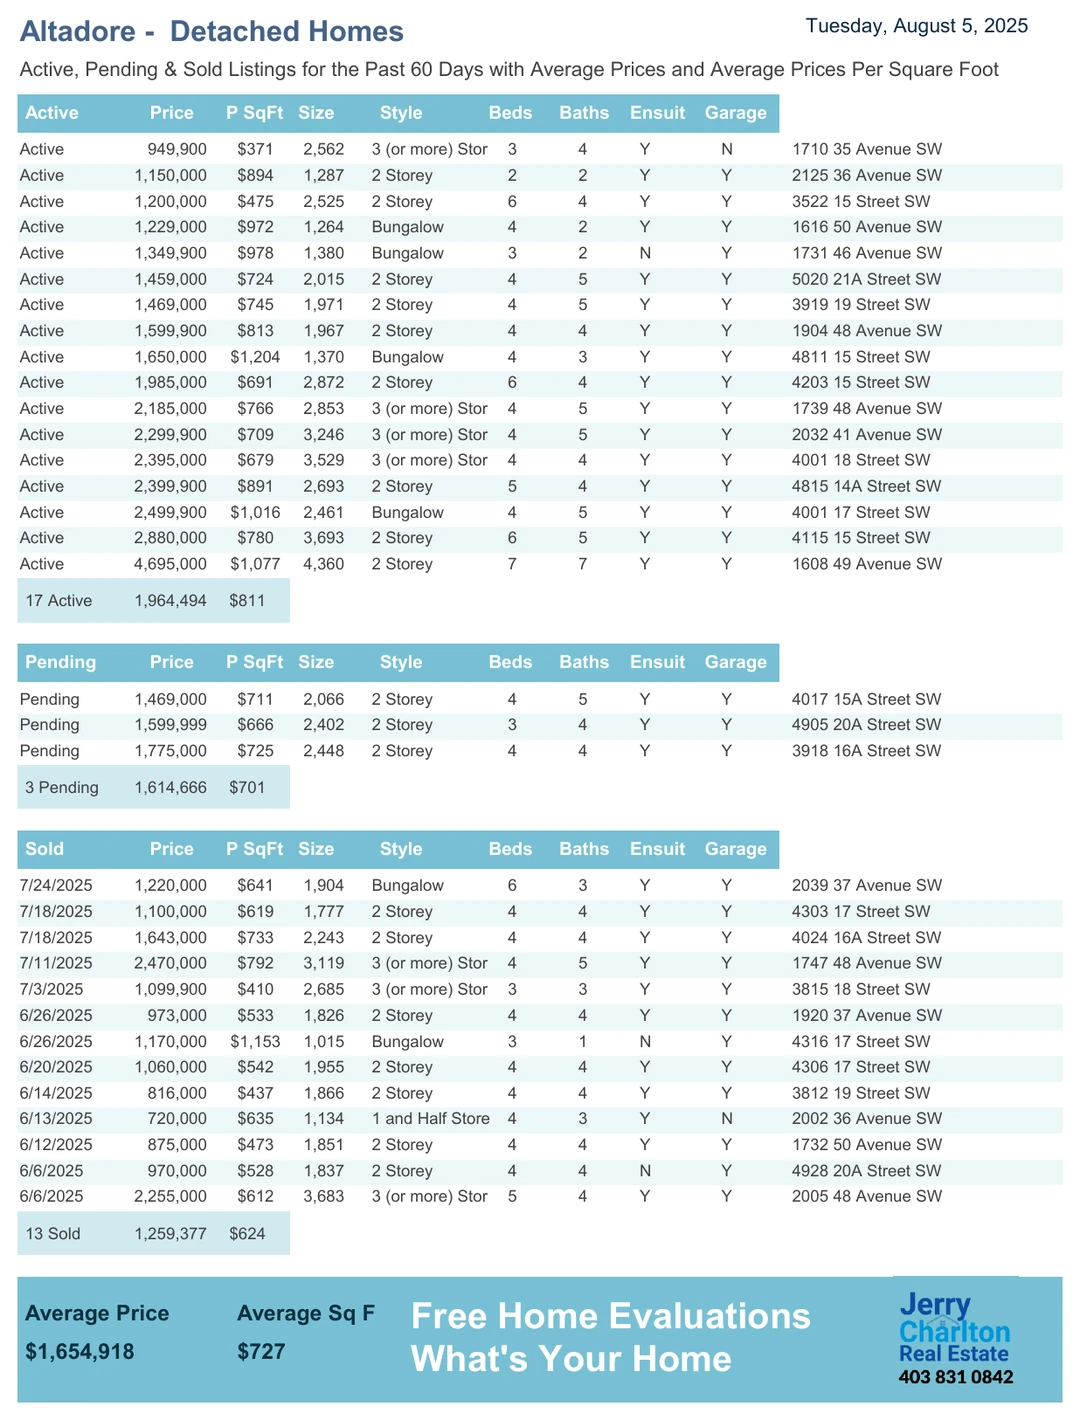 Altadore -  Detached Homes
Tuesday, August 5, 2025
Active, Pending & Sold Listings for the Past 60 Days with Average Prices and Average Prices Per Square Foot
Active Price P SqFt Size Style Beds Baths Ensuit Garage
Active 949,900 $371 2,562 3 (or more) Stor 3 4 Y N 1710 35 Avenue SW
Active 1,150,000 $894 1,287 2 Storey 2 2 Y Y 2125 36 Avenue SW
Active 1,200,000 $475 2,525 2 Storey 6 4 Y Y 3522 15 Street SW
Active 1,229,000 $972 1,264 Bungalow 4 2 Y Y 1616 50 Avenue SW
Active 1,349,900 $978 1,380 Bungalow 3 2 N Y 1731 46 Avenue SW
Active 1,459,000 $724 2,015 2 Storey 4 5 Y Y 5020 21A Street SW
Active 1,469,000 $745 1,971 2 Storey 4 5 Y Y 3919 19 Street SW
Active 1,599,900 $813 1,967 2 Storey 4 4 Y Y 1904 48 Avenue SW
Active 1,650,000 $1,204 1,370 Bungalow 4 3 Y Y 4811 15 Street SW
Active 1,985,000 $691 2,872 2 Storey 6 4 Y Y 4203 15 Street SW
Active 2,185,000 $766 2,853 3 (or more) Stor 4 5 Y Y 1739 48 Avenue SW
Active 2,299,900 $709 3,246 3 (or more) Stor 4 5 Y Y 2032 41 Avenue SW
Active 2,395,000 $679 3,529 3 (or more) Stor 4 4 Y Y 4001 18 Street SW
Active 2,399,900 $891 2,693 2 Storey 5 4 Y Y 4815 14A Street SW
Active 2,499,900 $1,016 2,461 Bungalow 4 5 Y Y 4001 17 Street SW
Active 2,880,000 $780 3,693 2 Storey 6 5 Y Y 4115 15 Street SW
Active 4,695,000 $1,077 4,360 2 Storey 7 7 Y Y 1608 49 Avenue SW
17 Active 1,964,494 $811
Pending Price P SqFt Size Style Beds Baths Ensuit Garage
Pending 1,469,000 $711 2,066 2 Storey 4 5 Y Y 4017 15A Street SW
Pending 1,599,999 $666 2,402 2 Storey 3 4 Y Y 4905 20A Street SW
Pending 1,775,000 $725 2,448 2 Storey 4 4 Y Y 3918 16A Street SW
3 Pending 1,614,666 $701
Sold Price P SqFt Size Style Beds Baths Ensuit Garage
7/24/2025 1,220,000 $641 1,904 Bungalow 6 3 Y Y 2039 37 Avenue SW
7/18/2025 1,100,000 $619 1,777 2 Storey 4 4 Y Y 4303 17 Street SW
7/18/2025 1,643,000 $733 2,243 2 Storey 4 4 Y Y 4024 16A Street SW
7/11/2025 2,470,000 $792 3,119 3 (or more) Stor 4 5 Y Y 1747 48 Avenue SW
7/3/2025 1,099,900 $410 2,685 3 (or more) Stor 3 3 Y Y 3815 18 Street SW
6/26/2025 973,000 $533 1,826 2 Storey 4 4 Y Y 1920 37 Avenue SW
6/26/2025 1,170,000 $1,153 1,015 Bungalow 3 1 N Y 4316 17 Street SW
6/20/2025 1,060,000 $542 1,955 2 Storey 4 4 Y Y 4306 17 Street SW
6/14/2025 816,000 $437 1,866 2 Storey 4 4 Y Y 3812 19 Street SW
6/13/2025 720,000 $635 1,134 1 and Half Store 4 3 Y N 2002 36 Avenue SW
6/12/2025 875,000 $473 1,851 2 Storey 4 4 Y Y 1732 50 Avenue SW
6/6/2025 970,000 $528 1,837 2 Storey 4 4 N Y 4928 20A Street SW
6/6/2025 2,255,000 $612 3,683 3 (or more) Stor 5 4 Y Y 2005 48 Avenue SW
13 Sold 1,259,377 $624
Average Price Average Sq F
$1,654,918 $727
Free Home Evaluations
What's Your Home
Jerry
Charlton
Real Estate
403 831 0842